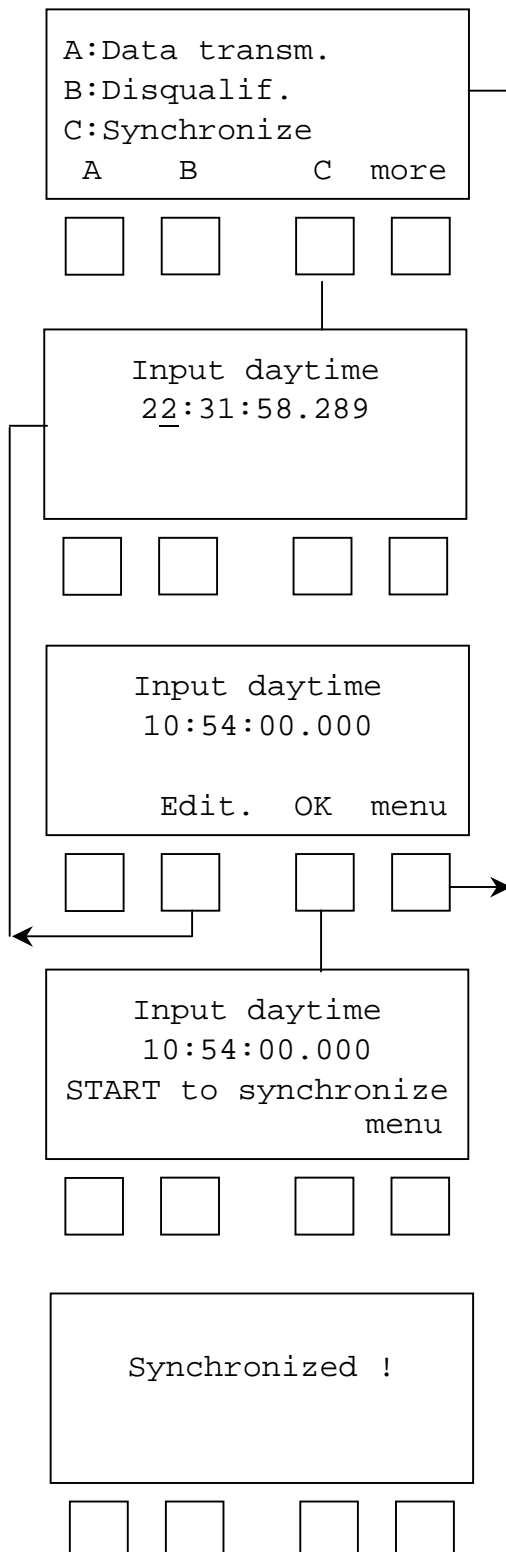 A:Data transm.
B:Disqualif.
C:Synchronize
A B C more
Input daytime
22:31:58.289
Input daytime
10:54:00.000
Edit. OK menu
Input daytime
10:54:00.000
START to synchronize
menu
Synchronized !